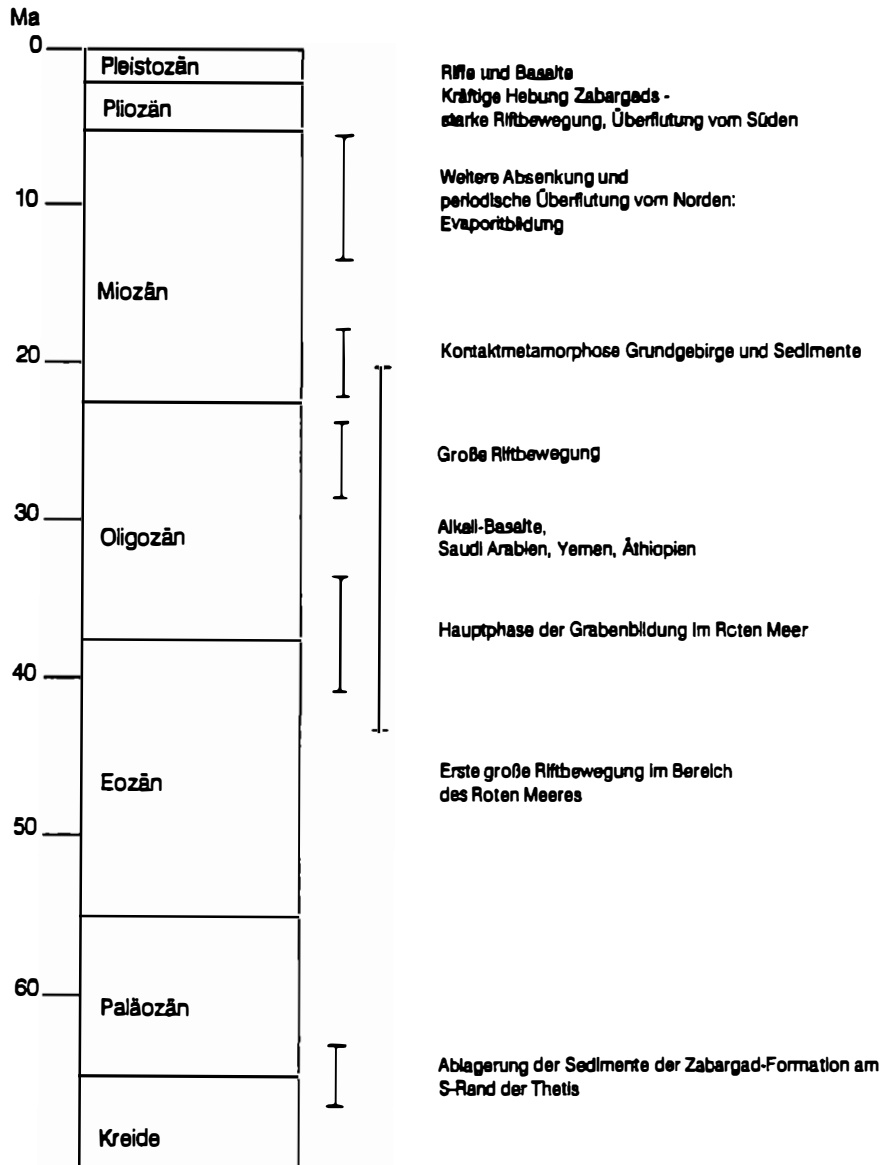 Ma
0
Pleistozän
Pliozän
10
Miozän
20
30
Oligozän
40
Eozän
50
60
Paläozän
Kreide
Riffe und Basalte
Kräftige Hebung Zabargads -
starke Riftbewegung, Überflutung vom Süden
Weitere Absenkung und
periodische Überflutung vom Norden:
Evaporitbildung
Kontaktmetamorphose Grundgebirge und Sedimente
Große Riftbewegung
Alkali-Basalte,
Saudi Arabien, Yemen, Äthiopien
Hauptphase der Grabenbildung im Roten Meer
Erste große Riftbewegung im Bereich
des Roten Meeres
Ablagerung der Sedimente der Zabargad-Formation am
S-Rand der Thetis